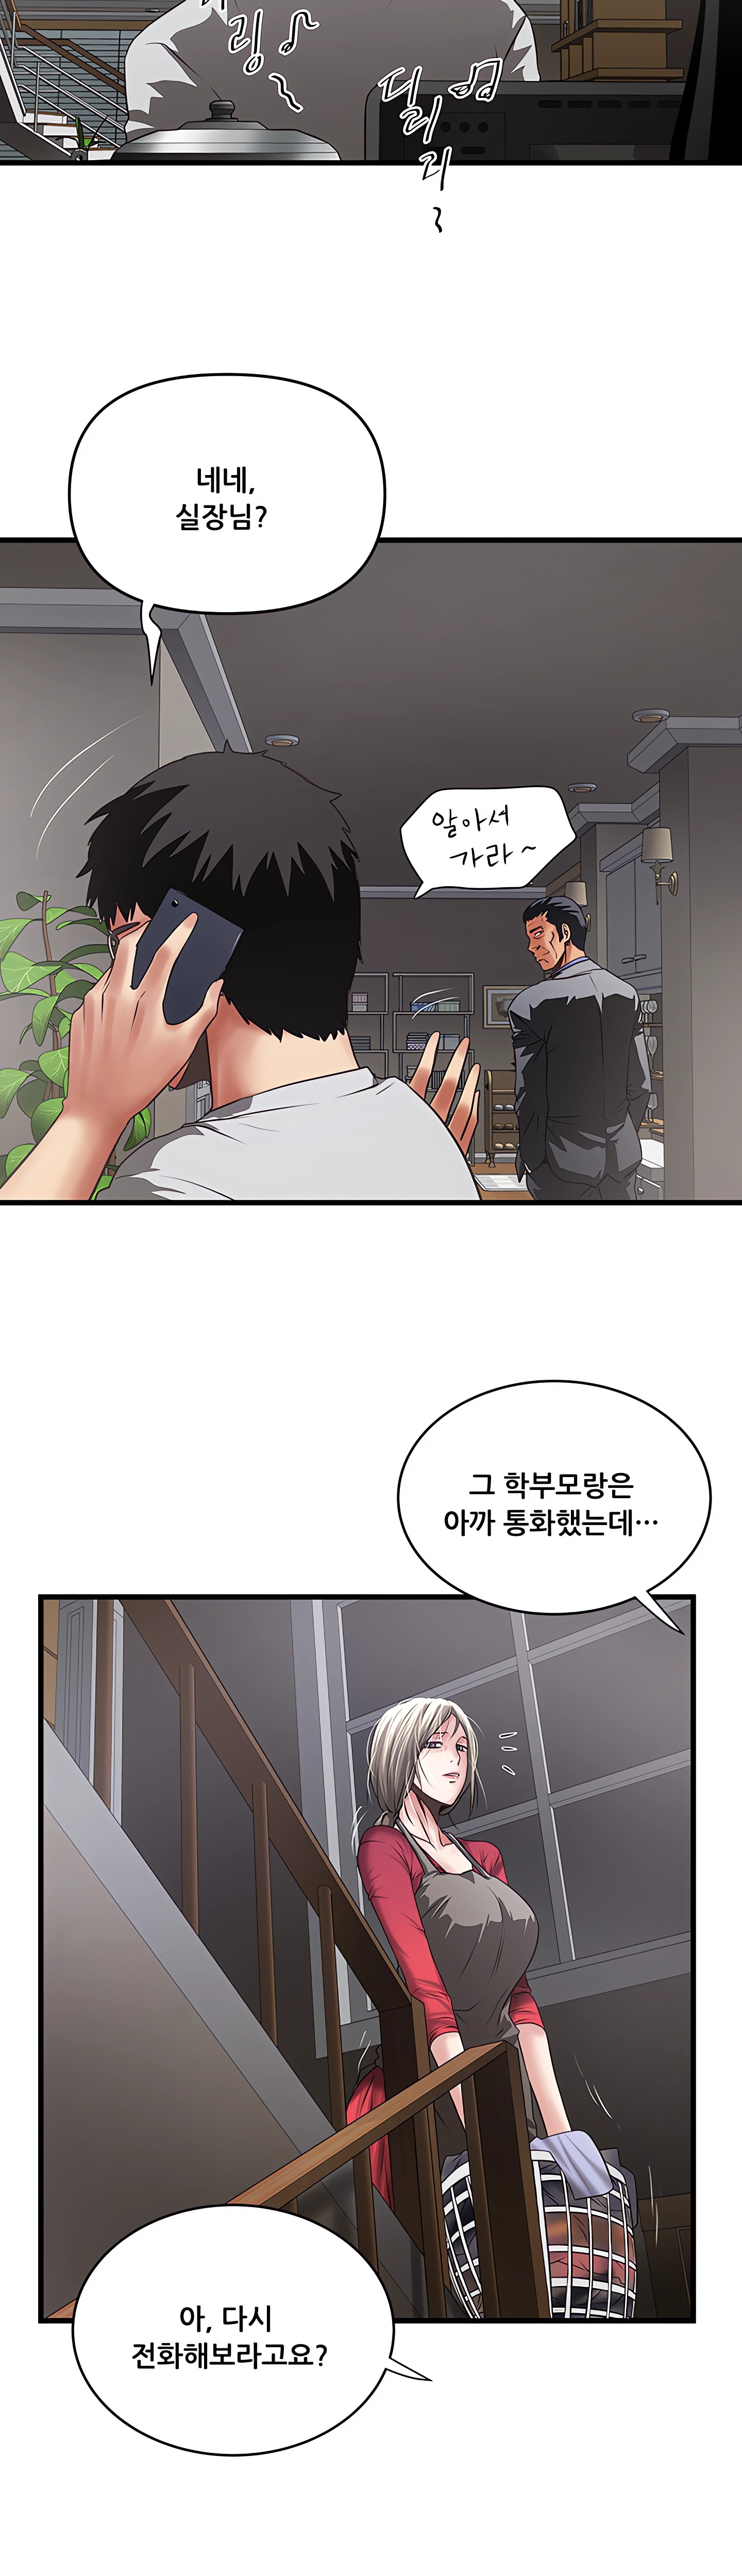 링♪
띠리리~
네네,
실장님?
알아서
가라~
그 학부모랑은
아까 통화했는데…
아, 다시
전화해보라고요?